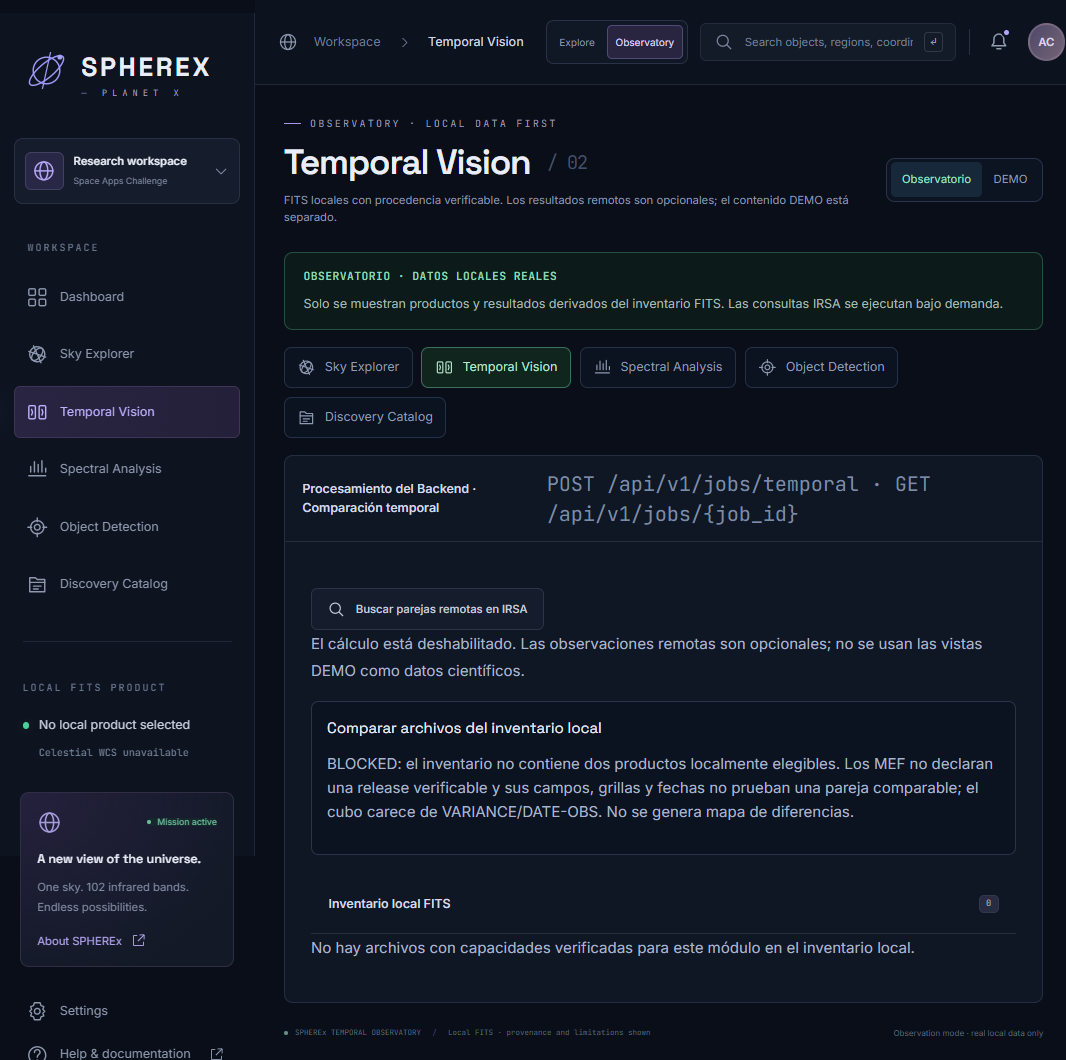 SPHEREX
— PLANET X
Research workspace
Space Apps Challenge
WORKSPACE
Dashboard
Sky Explorer
Temporal Vision
Spectral Analysis
Object Detection
Discovery Catalog
LOCAL FITS PRODUCT
No local product selected
Celestial WCS unavailable
Mission active
A new view of the universe.
One sky. 102 infrared bands.
Endless possibilities.
About SPHEREx
Settings
Help & documentation
Workspace > Temporal Vision
Explore Observatory
Search objects, regions, coordir
AC
OBSERVATORY · LOCAL DATA FIRST
Temporal Vision / 02
FITS locales con procedencia verificable. Los resultados remotos son opcionales; el contenido DEMO está
separado.
Observatorio DEMO
OBSERVATORIO · DATOS LOCALES REALES
Solo se muestran productos y resultados derivados del inventario FITS. Las consultas IRSA se ejecutan bajo demanda.
Sky Explorer Temporal Vision Spectral Analysis Object Detection
Discovery Catalog
Procesamiento del Backend ·
Comparación temporal
POST /api/v1/jobs/temporal · GET
/api/v1/jobs/{job_id}
Buscar parejas remotas en IRSA
El cálculo está deshabilitado. Las observaciones remotas son opcionales; no se usan las vistas
DEMO como datos científicos.
Comparar archivos del inventario local
BLOCKED: el inventario no contiene dos productos localmente elegibles. Los MEF no declaran
una release verificable y sus campos, grillas y fechas no prueban una pareja comparable; el
cubo carece de VARIANCE/DATE-OBS. No se genera mapa de diferencias.
Inventario local FITS 0
No hay archivos con capacidades verificadas para este módulo en el inventario local.
SPHEREx TEMPORAL OBSERVATORY / Local FITS · provenance and limitations shown
Observation mode · real local data only